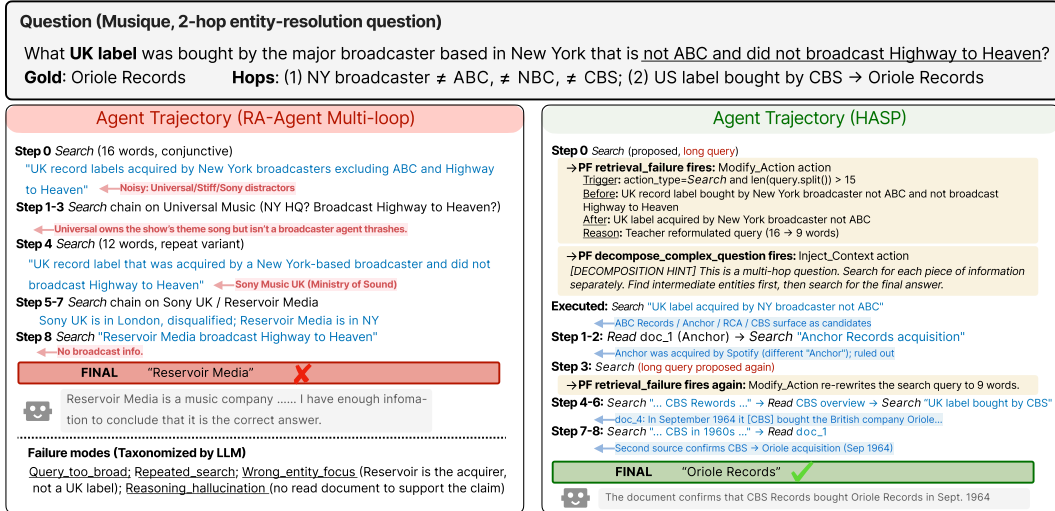 Question (Musique, 2-hop entity-resolution question)
What UK label was bought by the major broadcaster based in New York that is not ABC and did not broadcast Highway to Heaven?
Gold: Oriole Records Hops: (1) NY broadcaster ≠ ABC, ≠ NBC, ≠ CBS; (2) US label bought by CBS → Oriole Records
Agent Trajectory (RA-Agent Multi-loop)
Step 0 Search (16 words, conjunctive)
"UK record labels acquired by New York broadcasters excluding ABC and Highway
to Heaven" Noisy: Universal/Stiff/Sony distractors
Step 1-3 Search chain on Universal Music (NY HQ? Broadcast Highway to Heaven?)
Universal owns the show's theme song but isn't a broadcaster agent thrashes.
Step 4 Search (12 words, repeat variant)
"UK record label that was acquired by a New York-based broadcaster and did not
broadcast Highway to Heaven" Sony Music UK (Ministry of Sound)
Step 5-7 Search chain on Sony UK / Reservoir Media
Sony UK is in London, disqualified; Reservoir Media is in NY
Step 8 Search "Reservoir Media broadcast Highway to Heaven"
No broadcast info.
FINAL "Reservoir Media"
Reservoir Media is a music company ...... I have enough infoma-
tion to conclude that it is the correct answer.
Failure modes (Taxonomized by LLM)
Query_too_broad; Repeated_search; Wrong_entity_focus (Reservoir is the acquirer,
not a UK label); Reasoning_hallucination (no read document to support the claim)
Agent Trajectory (HASP)
Step 0 Search (proposed, long query)
→PF retrieval_failure fires: Modify_Action action
Trigger: action_type=Search and len(query.split()) > 15
Before: UK record label bought by New York broadcaster not ABC and not broadcast
Highway to Heaven
After: UK label acquired by New York broadcaster not ABC
Reason: Teacher reformulated query (16 → 9 words)
→PF decompose_complex_question fires: Inject_Context action
[DECOMPOSITION HINT] This is a multi-hop question. Search for each piece of information
separately. Find intermediate entities first, then search for the final answer.
Executed: Search "UK label acquired by NY broadcaster not ABC"
ABC Records / Anchor / RCA / CBS surface as candidates
Step 1-2: Read doc_1 (Anchor) → Search "Anchor Records acquisition"
Anchor was acquired by Spotify (different "Anchor"); ruled out
Step 3: Search (long query proposed again)
→PF retrieval_failure fires again: Modify_Action re-rewrites the search query to 9 words.
Step 4-6: Search "... CBS Rewords ..." → Read CBS overview → Search "UK label bought by CBS"
doc_4: In September 1964 it [CBS] bought the British company Oriole...
Step 7-8: Search "... CBS in 1960s ..." → Read doc_1
Second source confirms CBS → Oriole acquisition (Sep 1964)
FINAL "Oriole Records"
The document confirms that CBS Records bought Oriole Records in Sept. 1964